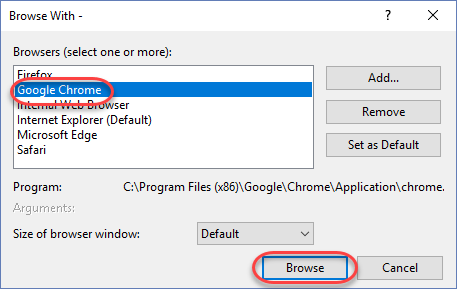 Browse With -
Browsers (select one or more):
Firefox
Google Chrome
Internal Web Browser
Internet Explorer (Default)
Microsoft Edge
Safari
Add...
Remove
Set as Default
Program: C:\Program Files (x86)\Google\Chrome\Application\chrome.
Arguments:
Size of browser window: Default
Browse Cancel